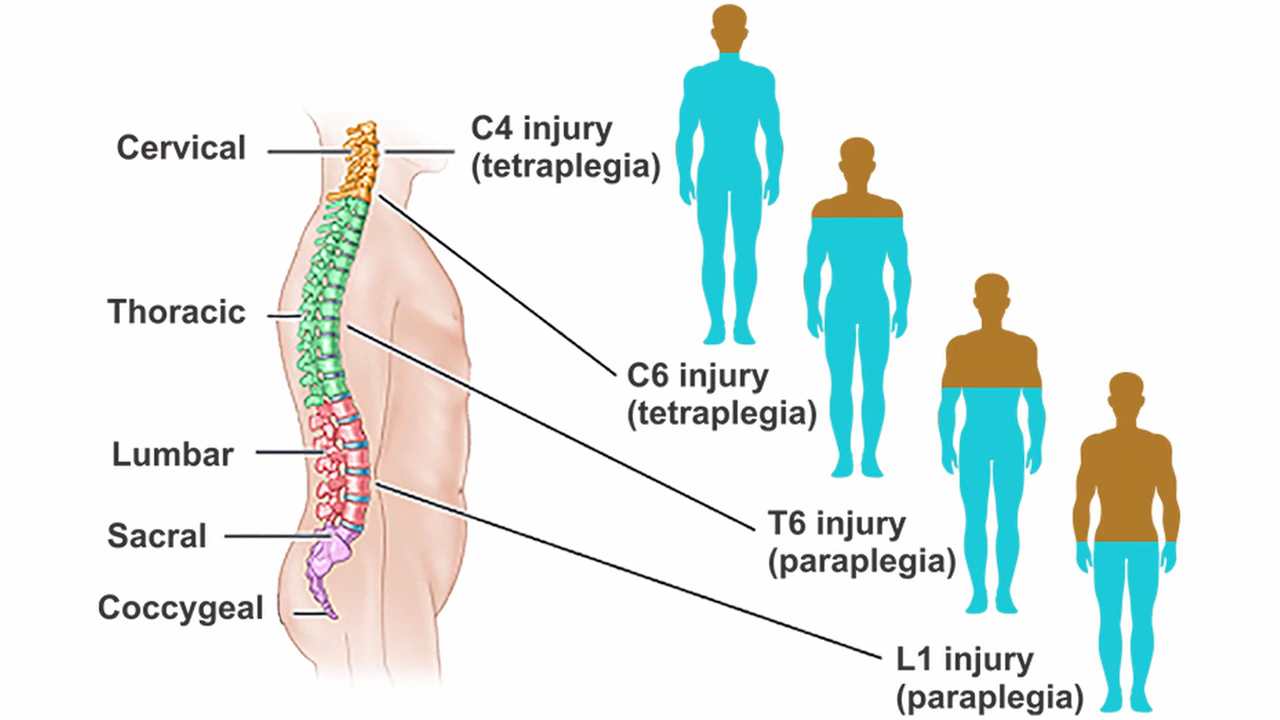 Cervical
Thoracic
Lumbar
Sacral
Coccygeal
C4 injury
(tetraplegia)
C6 injury
(tetraplegia)
T6 injury
(paraplegia)
L1 injury
(paraplegia)